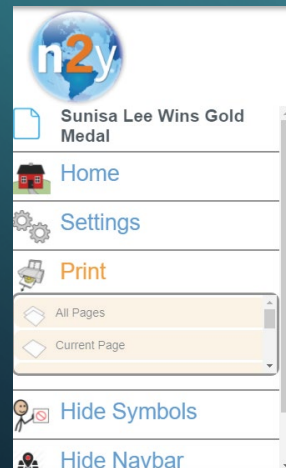 n2y
Sunisa Lee Wins Gold
Medal
Home
Settings
Print
All Pages
Current Page
Hide Symbols
Hide Navbar